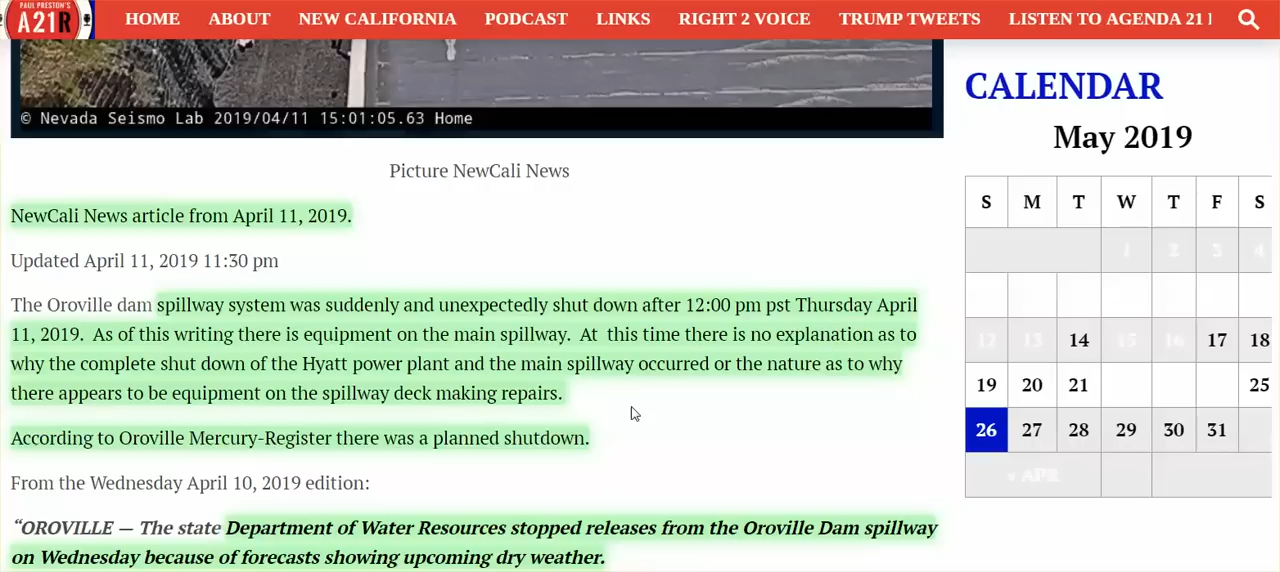 PAUL PRESTON'S
A21R
HOME ABOUT NEW CALIFORNIA PODCAST LINKS RIGHT 2 VOICE TRUMP TWEETS LISTEN TO AGENDA 21
© Nevada Seismo Lab 2019/04/11 15:01:05.63 Home
Picture NewCali News
NewCali News article from April 11, 2019.
Updated April 11, 2019 11:30 pm
The Oroville dam spillway system was suddenly and unexpectedly shut down after 12:00 pm pst Thursday April
11, 2019. As of this writing there is equipment on the main spillway. At this time there is no explanation as to
why the complete shut down of the Hyatt power plant and the main spillway occurred or the nature as to why
there appears to be equipment on the spillway deck making repairs.
According to Oroville Mercury-Register there was a planned shutdown.
From the Wednesday April 10, 2019 edition:
“OROVILLE — The state Department of Water Resources stopped releases from the Oroville Dam spillway
on Wednesday because of forecasts showing upcoming dry weather.
CALENDAR
May 2019
S M T W T F S
1 2 3 4
12 13 14 15 16 17 18
19 20 21 25
26 27 28 29 30 31
« APR